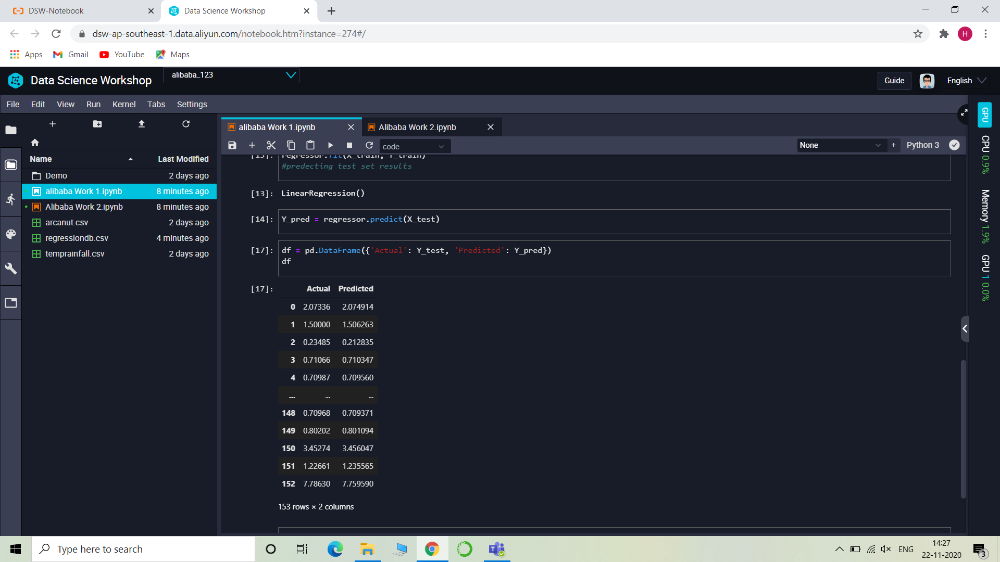 DSW-Notebook
Data Science Workshop
dsw-ap-southeast-1.data.aliyun.com/notebook.htm?instance=274#/
H
Apps Gmail YouTube Maps
Data Science Workshop
alibaba_123
Guide
English
File Edit View Run Kernel Tabs Settings
alibaba Work 1.ipynb
Alibaba Work 2.ipynb
code
None
Python 3
Name Last Modified
Demo 2 days ago
alibaba Work 1.ipynb 8 minutes ago
Alibaba Work 2.ipynb 8 minutes ago
arcanut.csv 2 days ago
regressiondb.csv 4 minutes ago
temprainfall.csv 2 days ago
regressor.fit(X_train, Y_train)
#predecting test set results
[13]: LinearRegression()
[14]: Y_pred = regressor.predict(X_test)
[17]: df = pd.DataFrame({'Actual': Y_test, 'Predicted': Y_pred})
df
[17]: Actual Predicted
0 2.07336 2.074914
1 1.50000 1.506263
2 0.23485 0.212835
3 0.71066 0.710347
4 0.70987 0.709560
... ... ...
148 0.70968 0.709371
149 0.80202 0.801094
150 3.45274 3.456047
151 1.22661 1.235565
152 7.78630 7.759590
153 rows × 2 columns
GPU
CPU 0.9%
Memory 1.9%
GPU 1 0.0%
Type here to search
ENG
14:27
22-11-2020
3